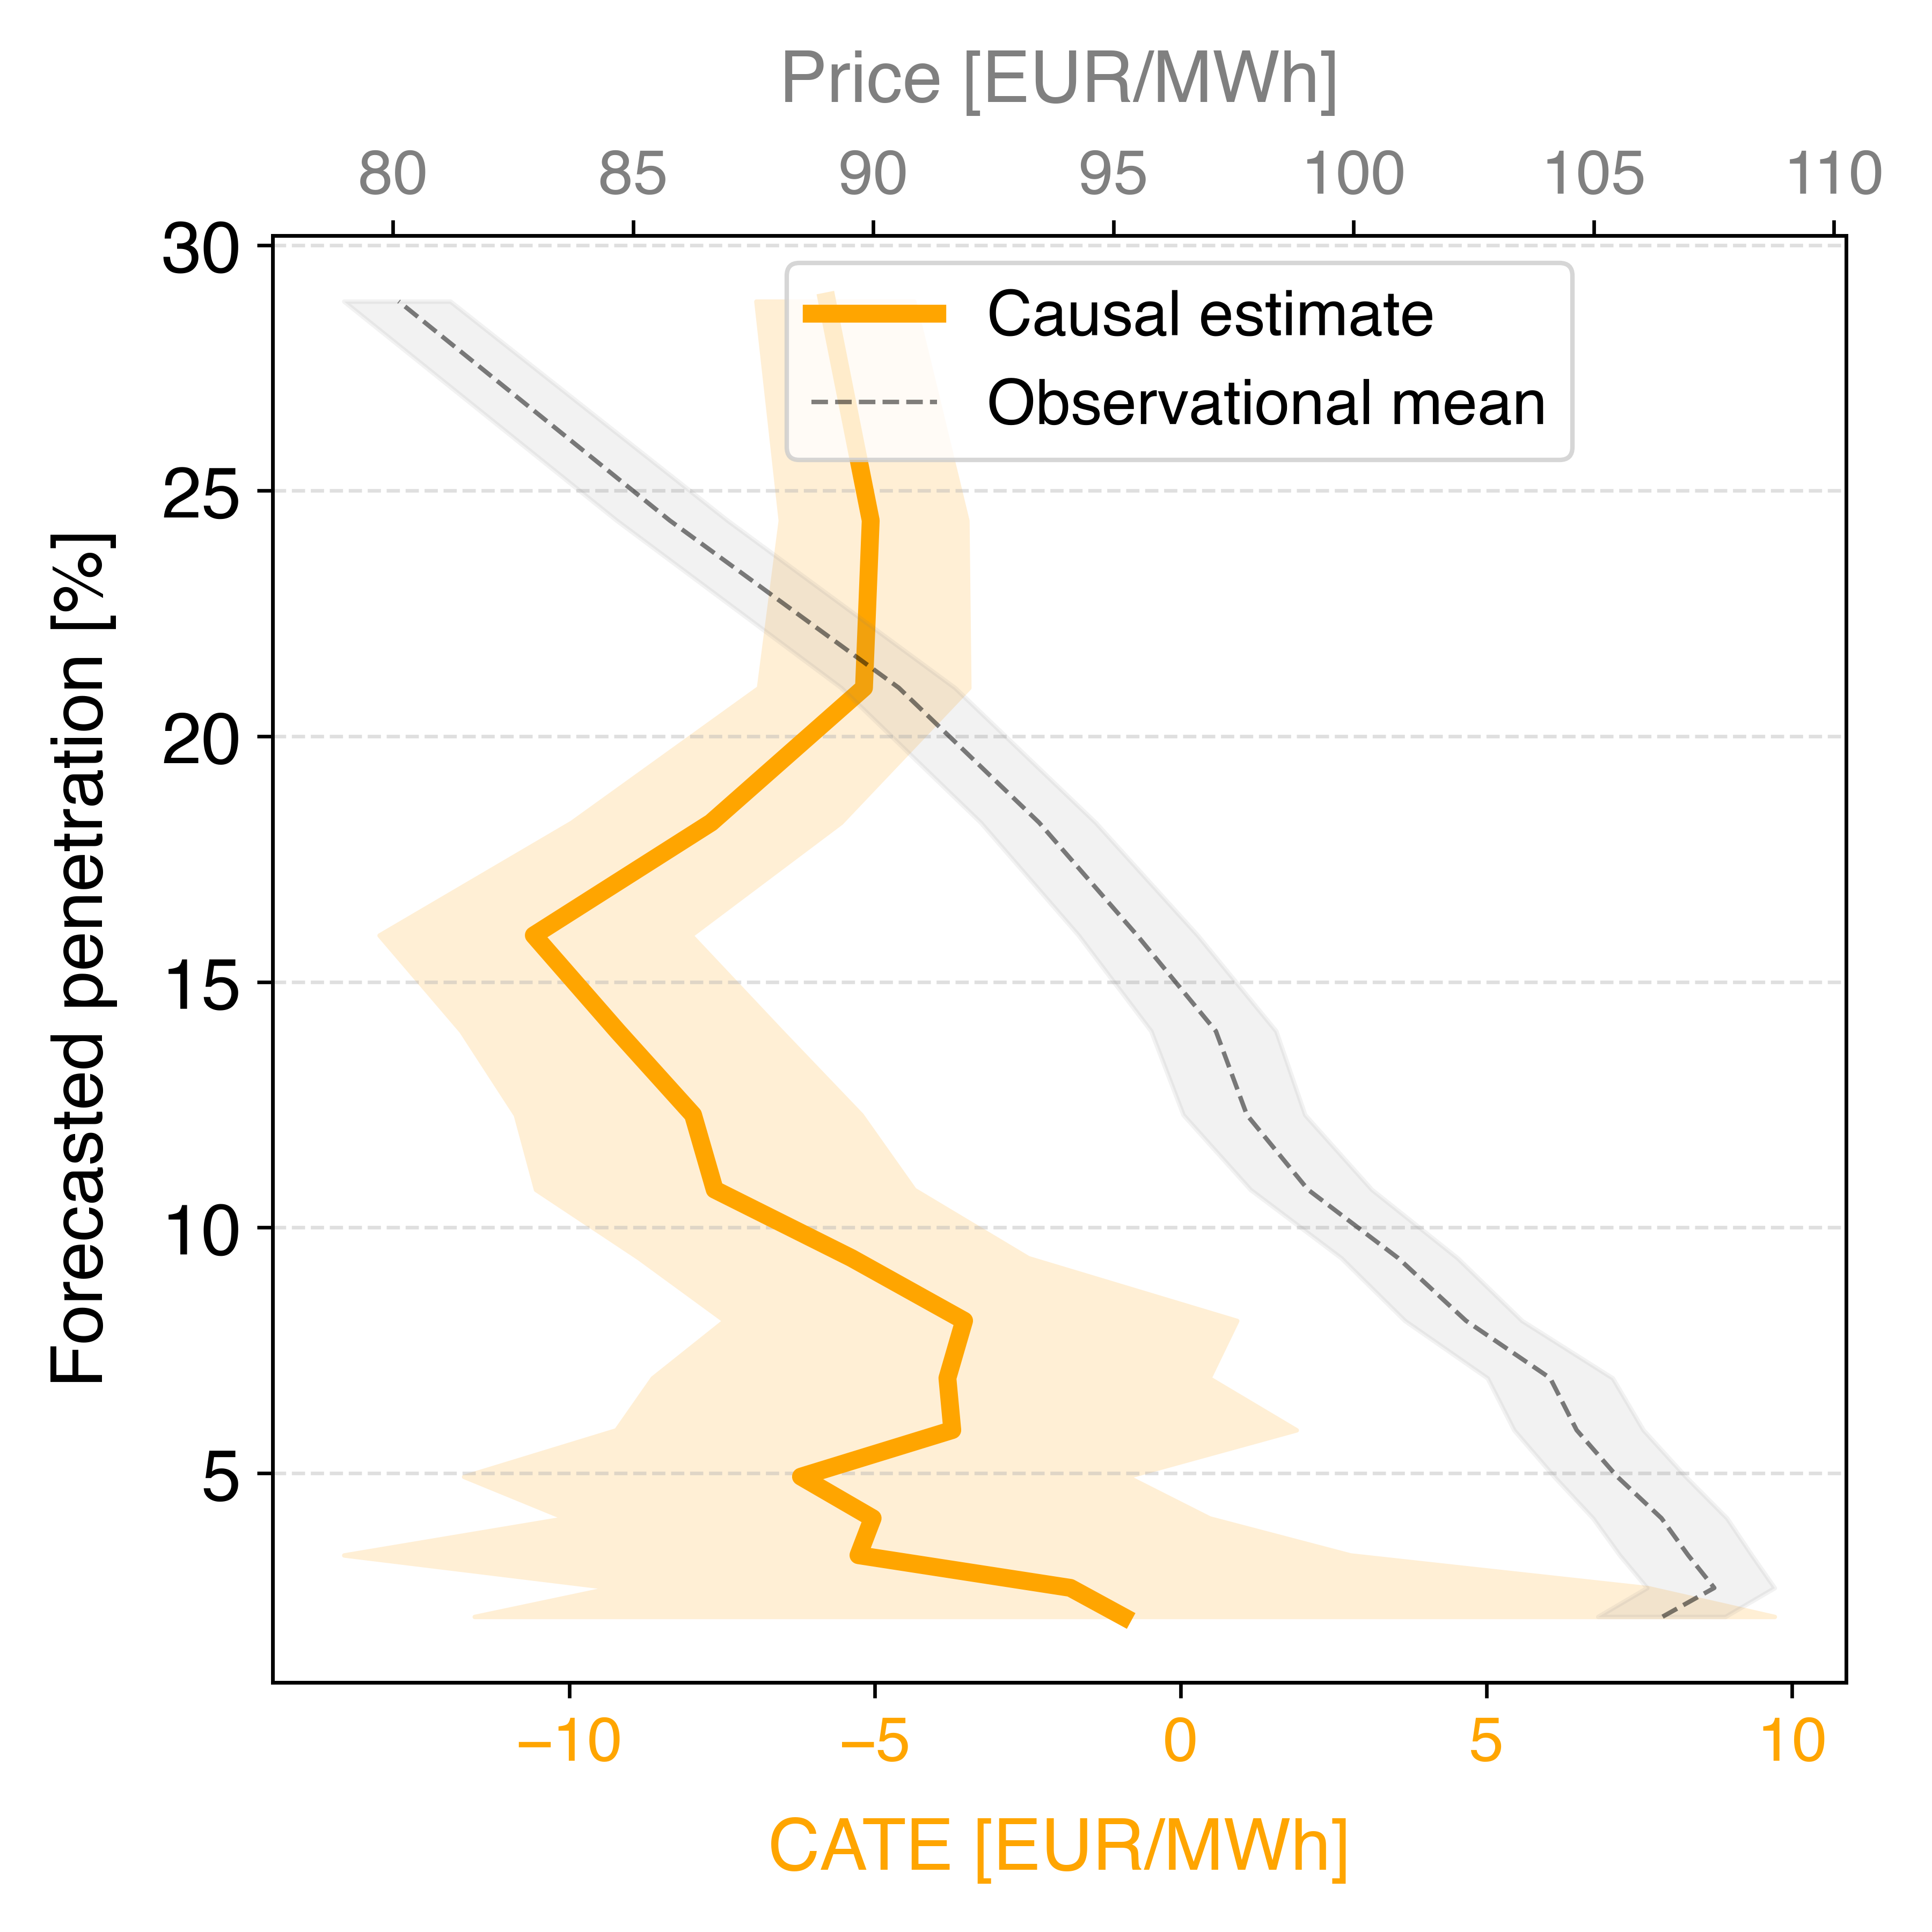 Price [EUR/MWh]
80 85 90 95 100 105 110
30
25
20
15
10
5
Forecasted penetration [%]
Causal estimate
Observational mean
−10 −5 0 5 10
CATE [EUR/MWh]